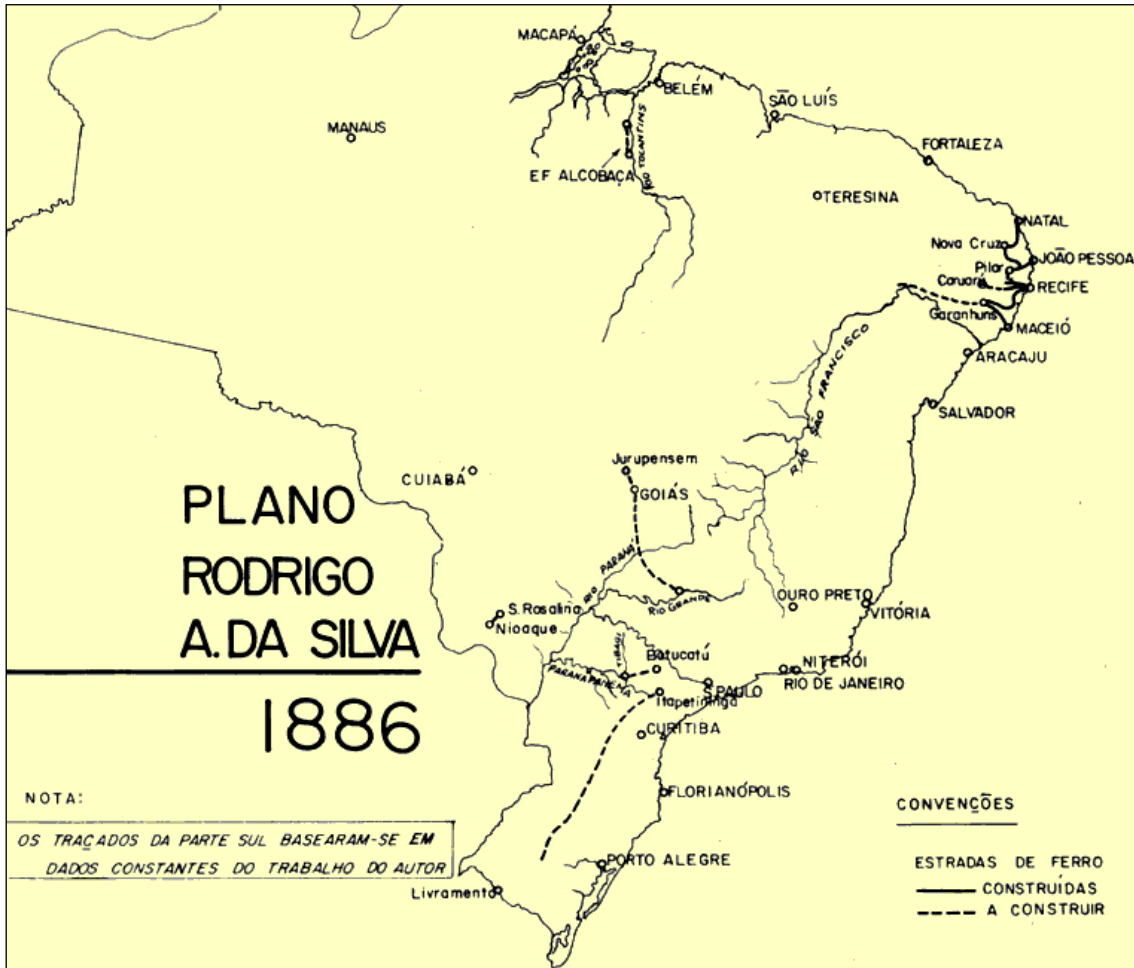 MACAPÁ
BELÉM
SÃO LUÍS
MANAUS
RIO TOCANTINS
FORTALEZA
EF ALCOBAÇA
TERESINA
NATAL
Nova Cruz
JOÃO PESSOA
Pilar
Caruarú
RECIFE
Garanhuns
MACEIÓ
RIO SÃO FRANCISCO
ARACAJU
SALVADOR
Jurupensem
CUIABÁ
GOIÁS
PLANO
RODRIGO
A. DA SILVA
1886
RIO PARANÁ
RIO GRANDE
OURO PRETO
VITÓRIA
S. Rosalina
Nioaque
TIBAGI
Batucatú
PARANAPANEMA
NITERÓI
RIO DE JANEIRO
S. PAULO
Itapetininga
CURITIBA
FLORIANÓPOLIS
NOTA:
OS TRAÇADOS DA PARTE SUL BASEARAM-SE EM
DADOS CONSTANTES DO TRABALHO DO AUTOR
PORTO ALEGRE
Livramento
CONVENÇÕES
ESTRADAS DE FERRO
CONSTRUÍDAS
A CONSTRUIR